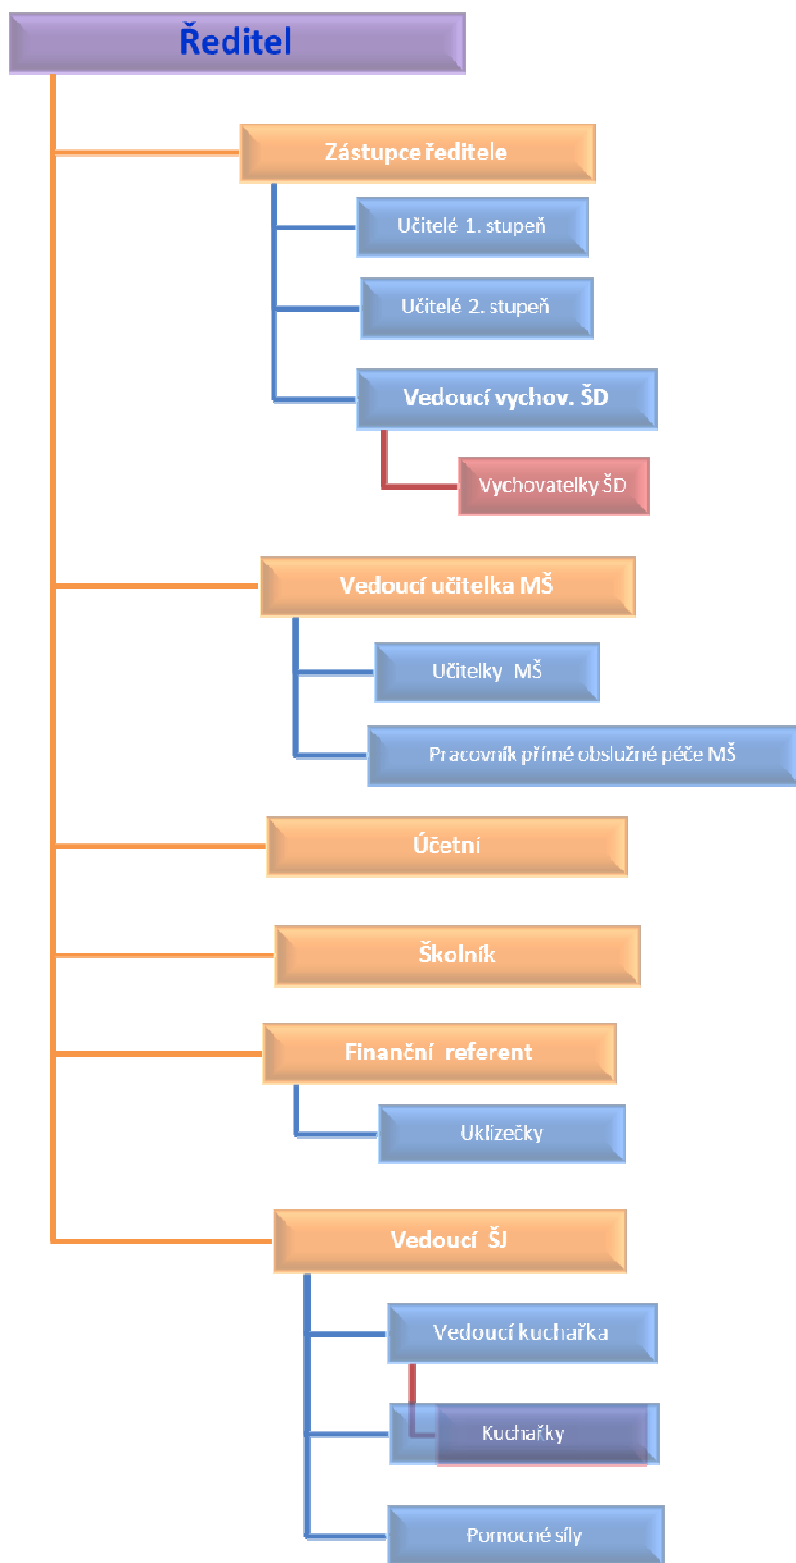 Ředitel
Zástupce ředitele
Učitelé 1. stupeň
Učitelé 2. stupeň
Vedoucí vychov. ŠD
Vychovatelky ŠD
Vedoucí učitelka MŠ
Učitelky MŠ
Pracovník přímé obslužné péče MŠ
Účetní
Školník
Finanční referent
Uklízečky
Vedoucí ŠJ
Vedoucí kuchařka
Kuchařky
Pomocné síly